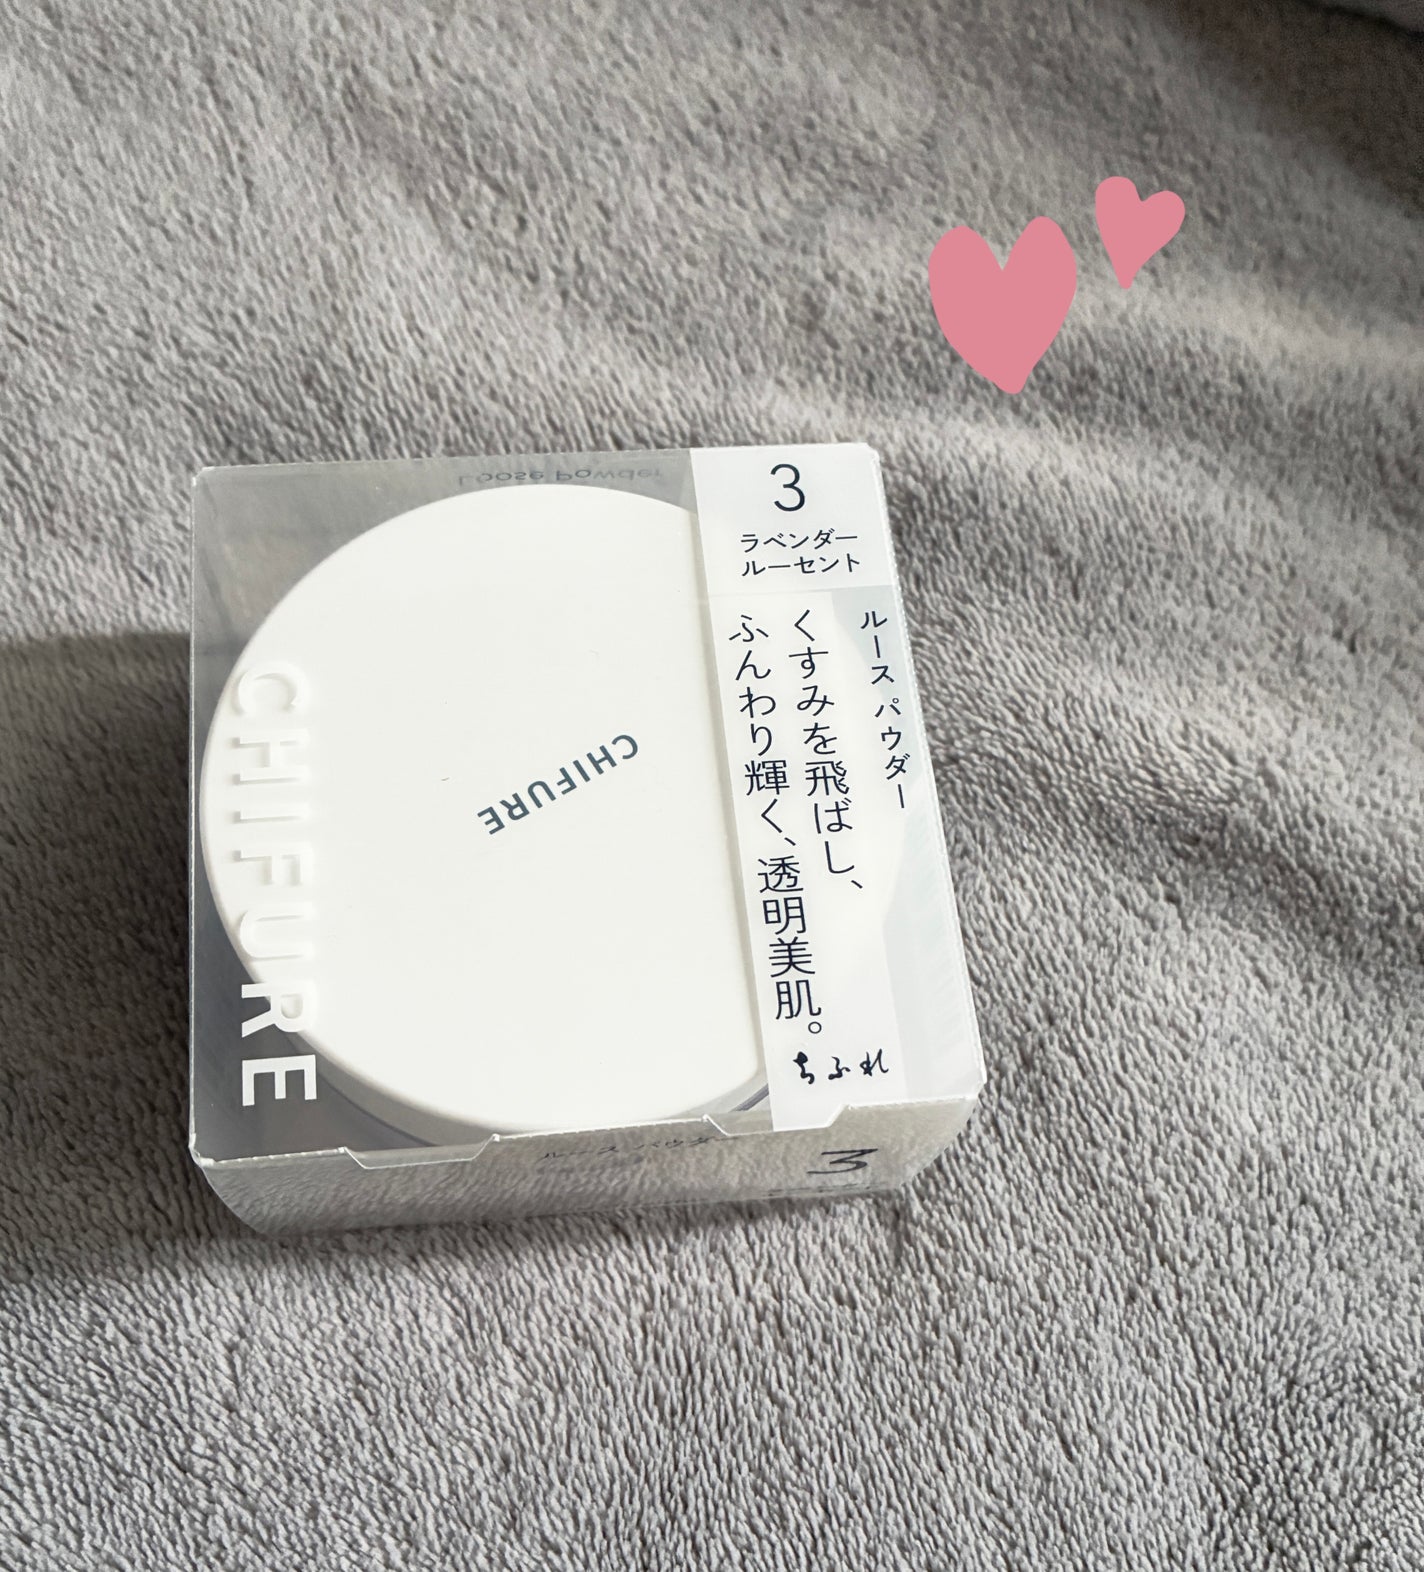 Loose Powder
3
ラベンダー
ルーセント
ルース パウダー
くすみを飛ばし、
ふんわり輝く、透明美肌。
ちふれ
CHIFURE
CHIFURE
ルース パウダー
3